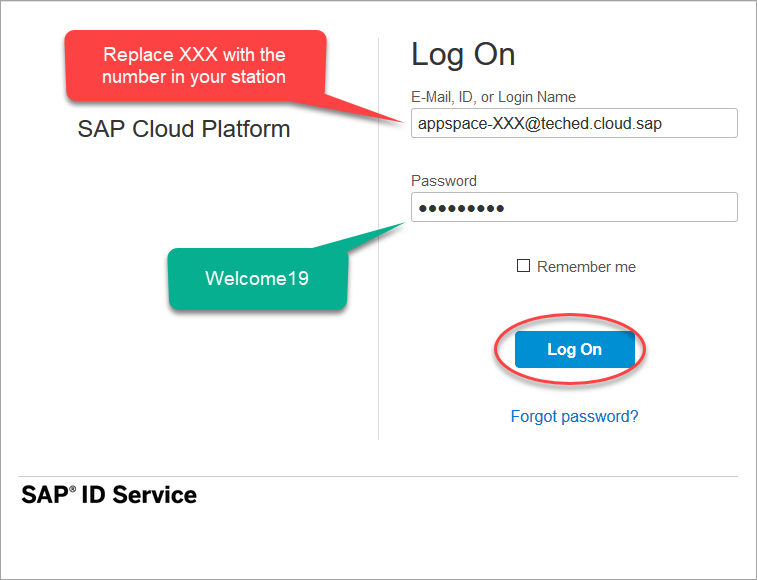 Replace XXX with the
number in your station
SAP Cloud Platform
Log On
E-Mail, ID, or Login Name
appspace-XXX@teched.cloud.sap
Password
●●●●●●●●●
Welcome19
Remember me
Log On
Forgot password?
SAP® ID Service